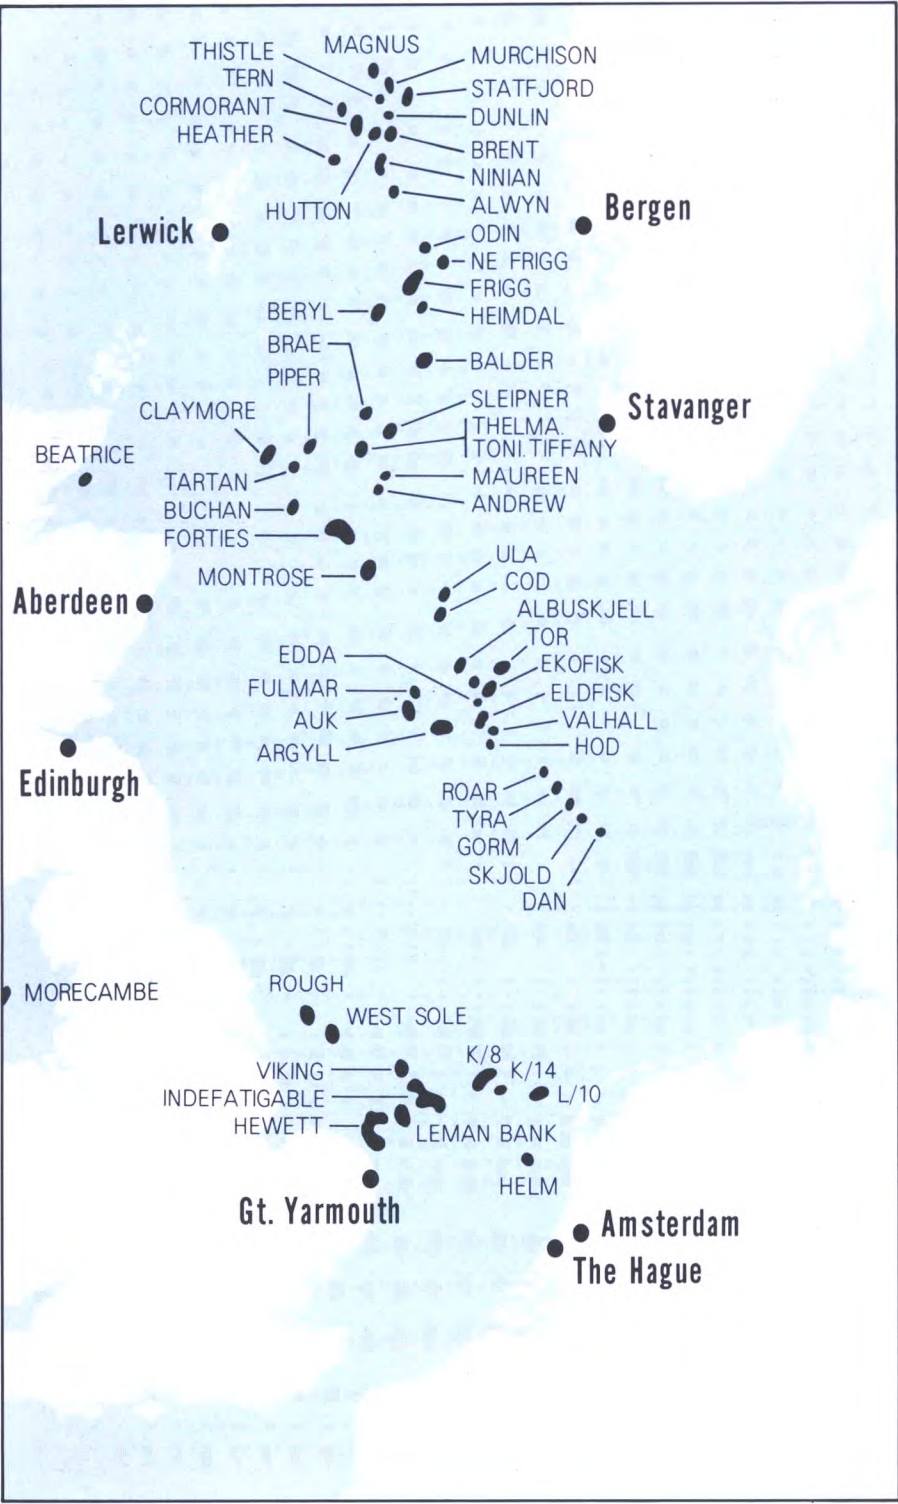 MAGNUS
THISTLE
MURCHISON
TERN
STATFJORD
CORMORANT
DUNLIN
HEATHER
BRENT
NINIAN
HUTTON
ALWYN
Bergen
Lerwick
ODIN
NE FRIGG
FRIGG
BERYL
HEIMDAL
BRAE
BALDER
PIPER
SLEIPNER
CLAYMORE
Stavanger
THELMA.
TONI.TIFFANY
BEATRICE
MAUREEN
TARTAN
ANDREW
BUCHAN
FORTIES
ULA
MONTROSE
COD
Aberdeen
ALBUSKJELL
TOR
EDDA
EKOFISK
FULMAR
ELDFISK
AUK
VALHALL
ARGYLL
HOD
Edinburgh
ROAR
TYRA
GORM
SKJOLD
DAN
ROUGH
MORECAMBE
WEST SOLE
K/8
VIKING
K/14
INDEFATIGABLE
L/10
HEWETT
LEMAN BANK
HELM
Gt. Yarmouth
Amsterdam
The Hague